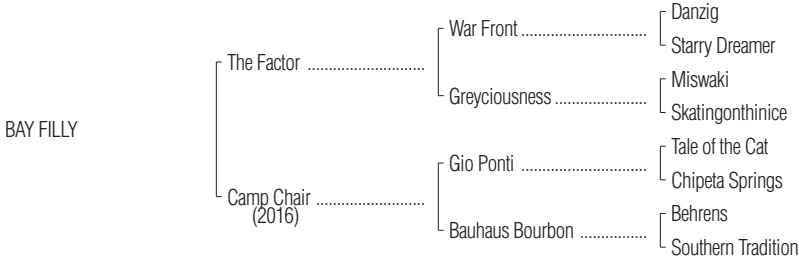 Danzig
War Front ..............................
Starry Dreamer
The Factor ............................
Miswaki
Greyciousness ......................
Skatingonthinice
BAY FILLY
Tale of the Cat
Gio Ponti ..............................
Chipeta Springs
Camp Chair ..........................
(2016)
Behrens
Bauhaus Bourbon ................
Southern Tradition